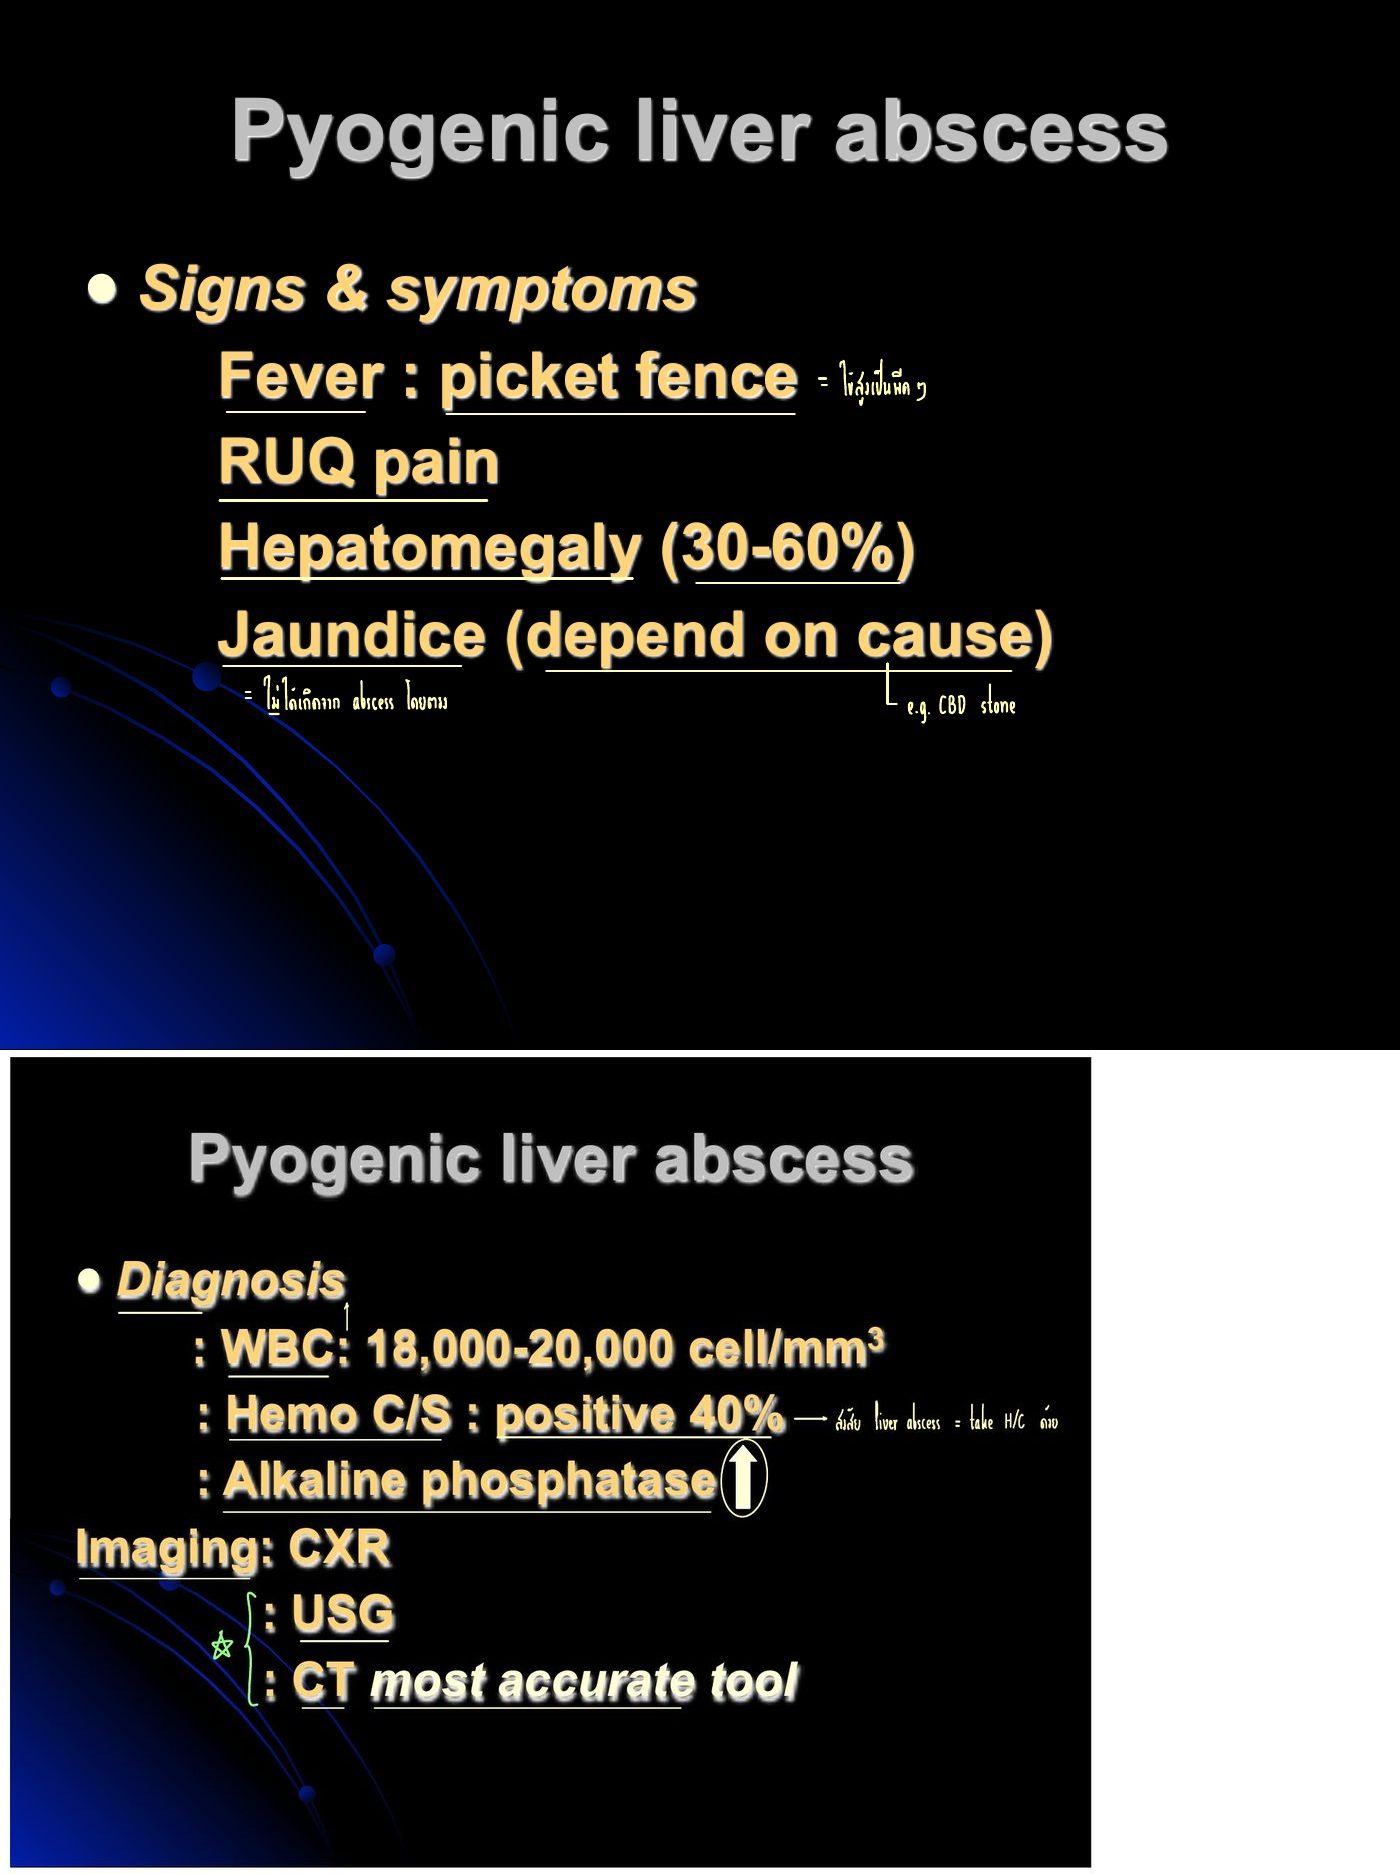 Pyogenic liver abscess
Signs & symptoms
Fever : picket fence = ไข้สูงเป็นพีค ๆ
RUQ pain
Hepatomegaly (30-60%)
Jaundice (depend on cause)
= ไม่ได้เกิดจาก abscess โดยตรง
e.g. CBD stone
Pyogenic liver abscess
Diagnosis
: WBC: ↑ 18,000-20,000 cell/mm³
: Hemo C/S : positive 40% → สงสัย liver abscess = take H/C ด้วย
: Alkaline phosphatase ↑
Imaging: CXR
: USG
: CT most accurate tool